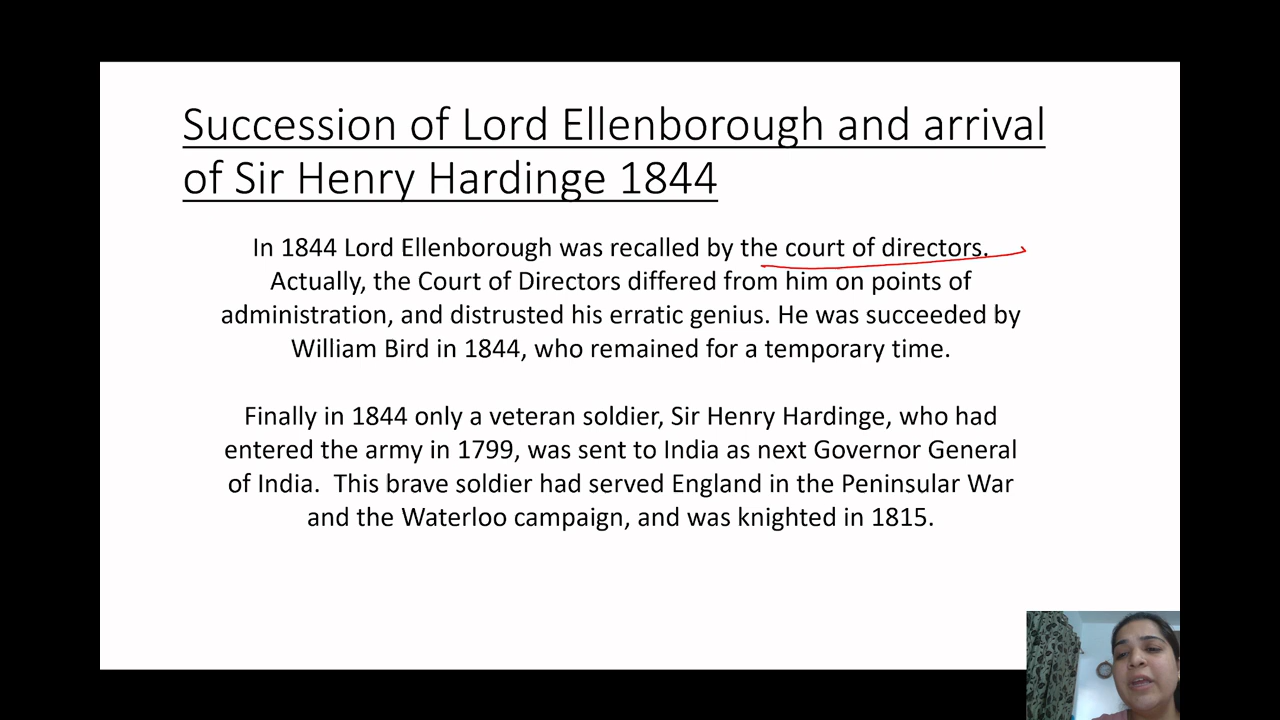 Succession of Lord Ellenborough and arrival
of Sir Henry Hardinge 1844
In 1844 Lord Ellenborough was recalled by the court of directors.
Actually, the Court of Directors differed from him on points of
administration, and distrusted his erratic genius. He was succeeded by
William Bird in 1844, who remained for a temporary time.
Finally in 1844 only a veteran soldier, Sir Henry Hardinge, who had
entered the army in 1799, was sent to India as next Governor General
of India.  This brave soldier had served England in the Peninsular War
and the Waterloo campaign, and was knighted in 1815.